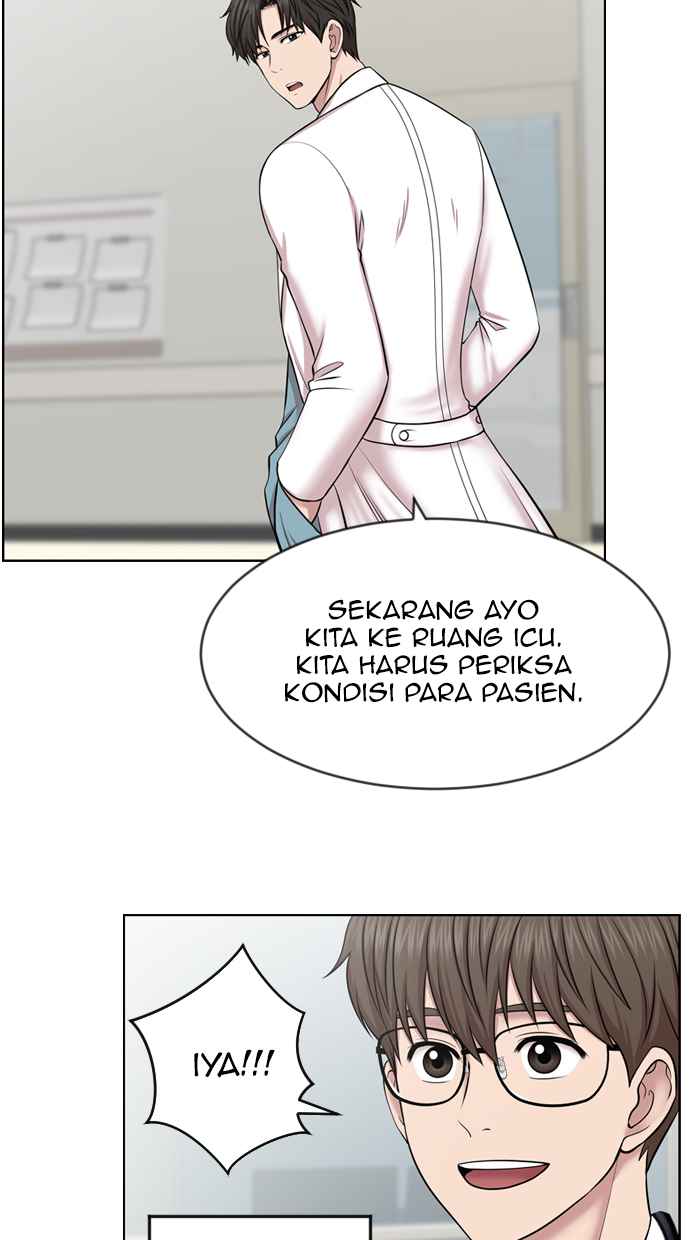 SEKARANG AYO
KITA KE RUANG ICU.
KITA HARUS PERIKSA
KONDISI PARA PASIEN.
IYA!!!